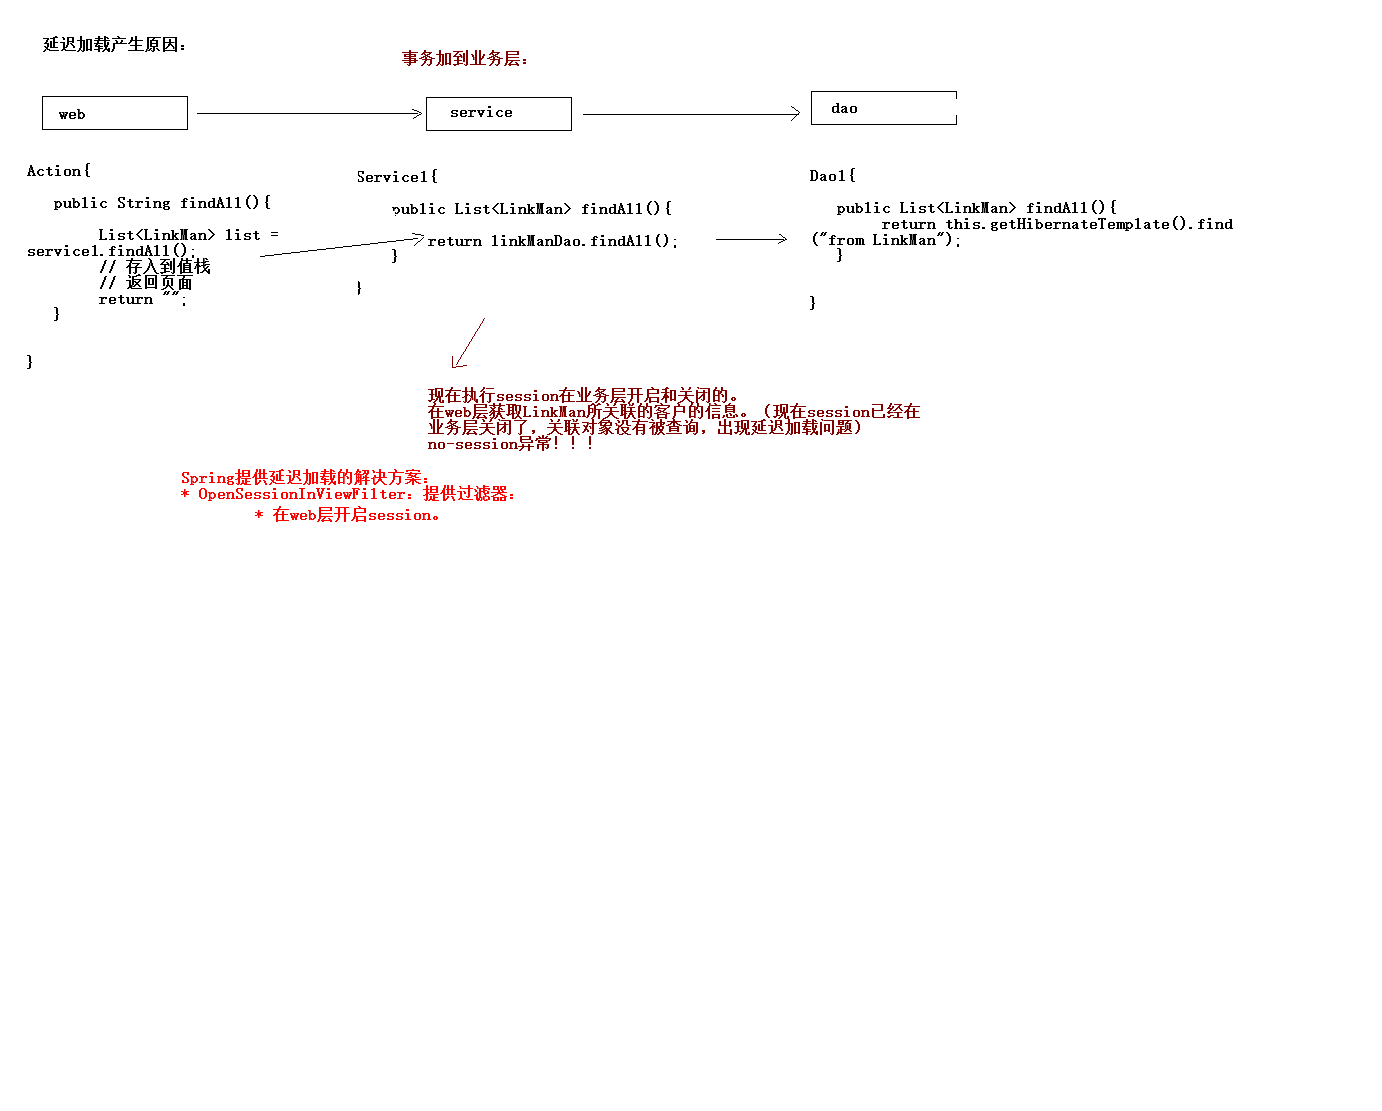 延迟加载产生原因：
事务加到业务层：
web
service
dao
Action{
public String findAll(){
List<LinkMan> list =
service1.findAll();
// 存入到值栈
// 返回页面
return "";
}
}
Service1{
public List<LinkMan> findAll(){
return linkManDao.findAll();
}
}
Dao1{
public List<LinkMan> findAll(){
return this.getHibernateTemplate().find
("from LinkMan");
}
}
现在执行session在业务层开启和关闭的。
在web层获取LinkMan所关联的客户的信息。（现在session已经在
业务层关闭了，关联对象没有被查询，出现延迟加载问题）
no-session异常！！！
Spring提供延迟加载的解决方案：
* OpenSessionInViewFilter：提供过滤器：
* 在web层开启session。